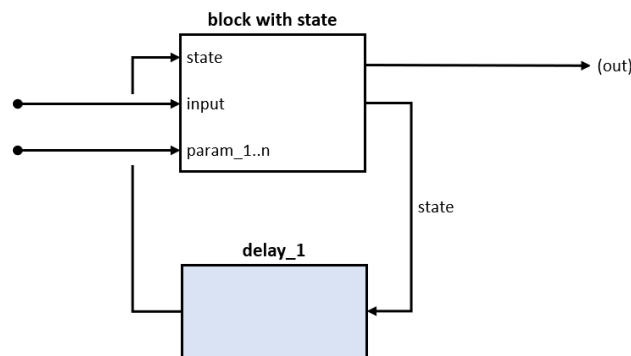 block with state
state
(out)
input
param_1..n
state
delay_1